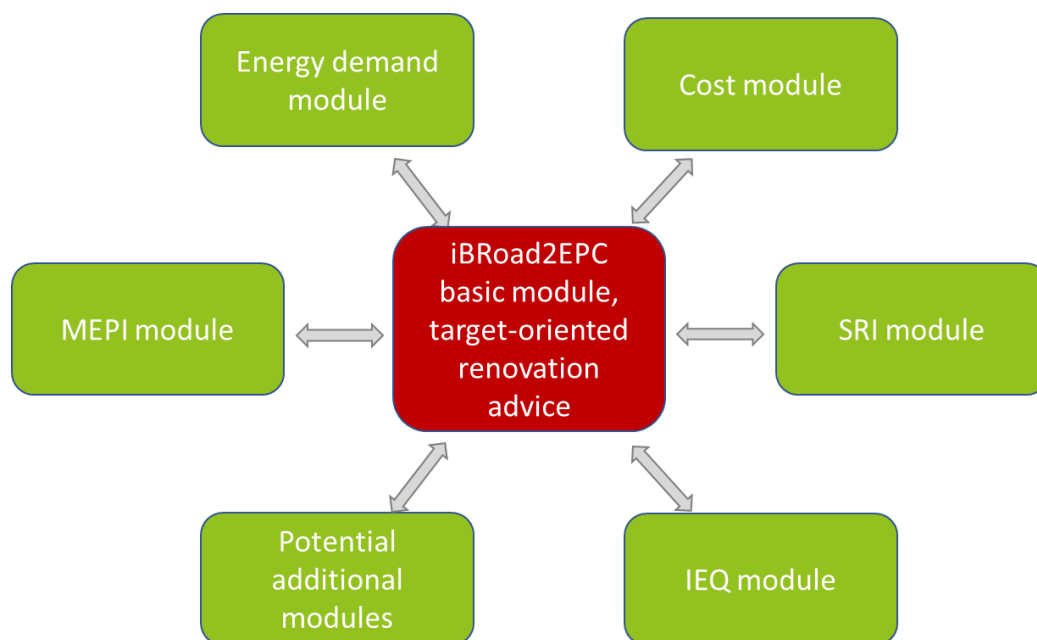 Energy demand
module
Cost module
iBRoad2EPC
basic module,
target-oriented
renovation
advice
MEPI module
SRI module
Potential
additional
modules
IEQ module